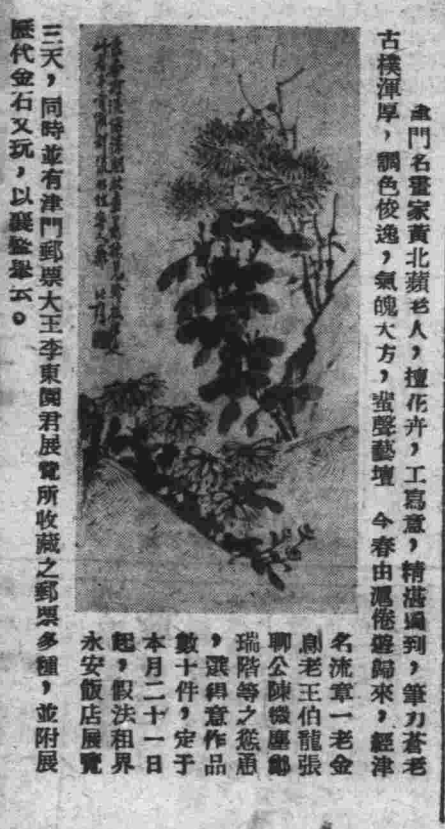 畫門名畫家黃北蘋老人，擅花卉，工寫意，精湛過到，筆力蒼老
古樸渾厚，調色俊逸，氣魄大方，蜚聲藝壇　今春由滬倦遊歸來，經津
名流章一老金
息老王伯龍張
聊公陳微塵鄭
瑞階等之慫恿
，選得意作品
數十件，定于
本月二十一日
起，假法租界
永安飯店展覽
三天，同時並有津門郵票大王李東園君展覽所收藏之郵票多種，並附展
歷代金石文玩，以襄盛舉云。